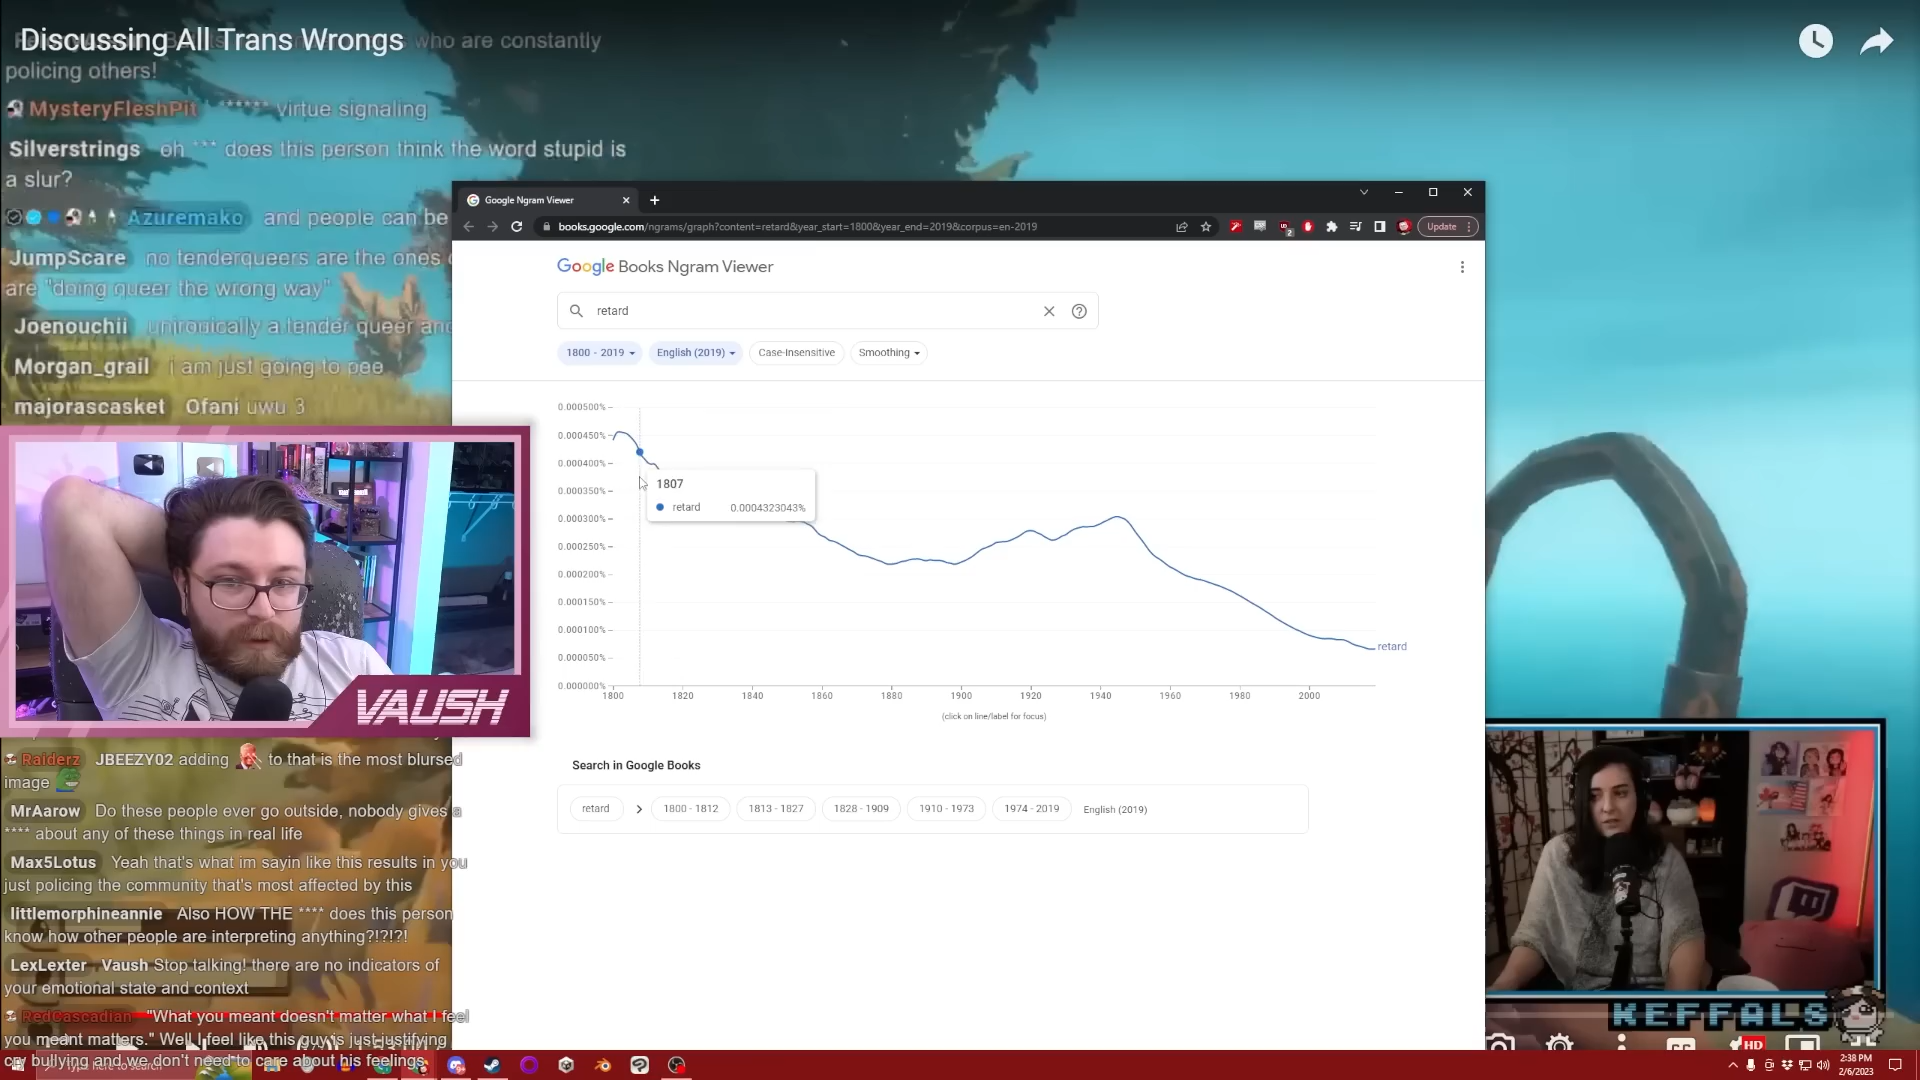 Discussing All Trans Wrongs who are constantly
policing others!
MysteryFleshPit ****** virtue signaling
Silverstrings oh *** does this person think the word stupid is
a slur?
Azuremako and people can be
JumpScare no tenderqueers are the ones
are "doing queer the wrong way"
Joenouchii unironically a tender queer and
Morgan_grail i am just going to pee
majorascasket Ofani uwu 3
Google Ngram Viewer
books.google.com/ngrams/graph?content=retard&year_start=1800&year_end=2019&corpus=en-2019
Update
Google Books Ngram Viewer
retard
1800 - 2019
English (2019)
Case-Insensitive
Smoothing
0.000500%
0.000450%
0.000400%
0.000350%
0.000300%
0.000250%
0.000200%
0.000150%
0.000100%
0.000050%
0.000000%
1807
retard 0.0004323043%
retard
1800 1820 1840 1860 1880 1900 1920 1940 1960 1980 2000
(click on line/label for focus)
Search in Google Books
retard
1800 - 1812
1813 - 1827
1828 - 1909
1910 - 1973
1974 - 2019
English (2019)
VAUSH
Raiderz JBEEZY02 adding to that is the most blursed
image
MrAarow Do these people ever go outside, nobody gives a
**** about any of these things in real life
Max5Lotus Yeah that's what im sayin like this results in you
just policing the community that's most affected by this
littlemorphineannie Also HOW THE **** does this person
know how other people are interpreting anything?!?!?!
LexLexter Vaush Stop talking! there are no indicators of
your emotional state and context
RedCascadian "What you meant doesn't matter what I feel
you meant matters." Well I feel like this guy is just justifying
cry bullying and we don't need to care about his feelings
KEFFALS
CC
HD
Type here to search
2:38 PM
2/6/2023